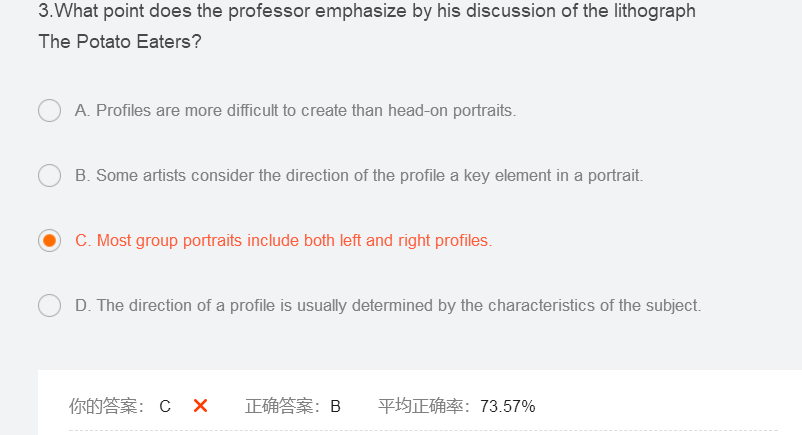 3.What point does the professor emphasize by his discussion of the lithograph
The Potato Eaters?
A. Profiles are more difficult to create than head-on portraits.
B. Some artists consider the direction of the profile a key element in a portrait.
C. Most group portraits include both left and right profiles.
D. The direction of a profile is usually determined by the characteristics of the subject.
你的答案： C 正确答案：B 平均正确率：73.57%